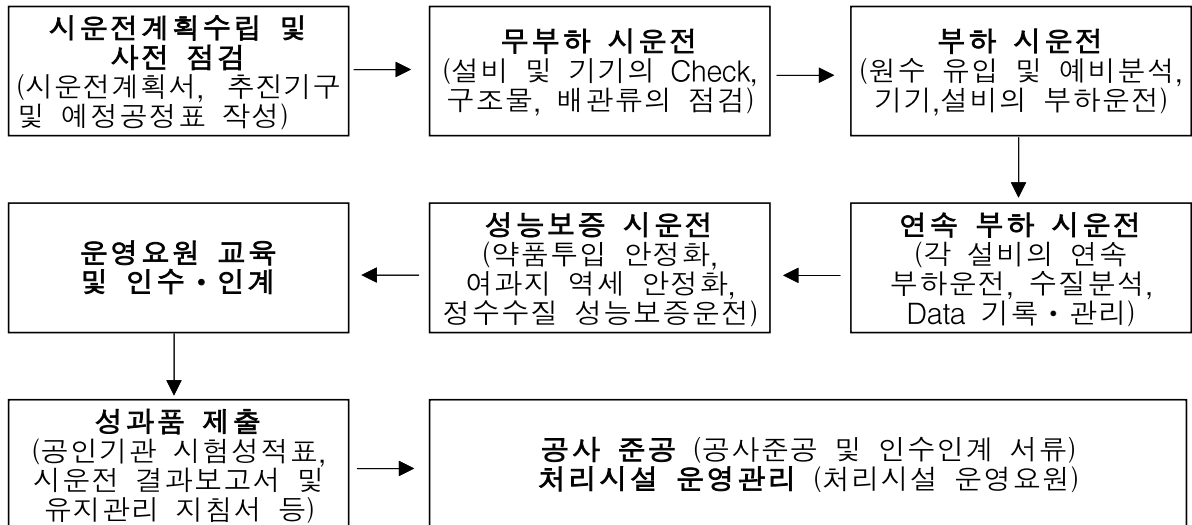 시운전계획수립 및
사전 점검
(시운전계획서, 추진기구
및 예정공정표 작성)
무부하 시운전
(설비 및 기기의 Check,
구조물, 배관류의 점검)
부하 시운전
(원수 유입 및 예비분석,
기기,설비의 부하운전)
연속 부하 시운전
(각 설비의 연속
부하운전, 수질분석,
Data 기록・관리)
성능보증 시운전
(약품투입 안정화,
여과지 역세 안정화,
정수수질 성능보증운전)
운영요원 교육
및 인수・인계
성과품 제출
(공인기관 시험성적표,
시운전 결과보고서 및
유지관리 지침서 등)
공사 준공 (공사준공 및 인수인계 서류)
처리시설 운영관리 (처리시설 운영요원)